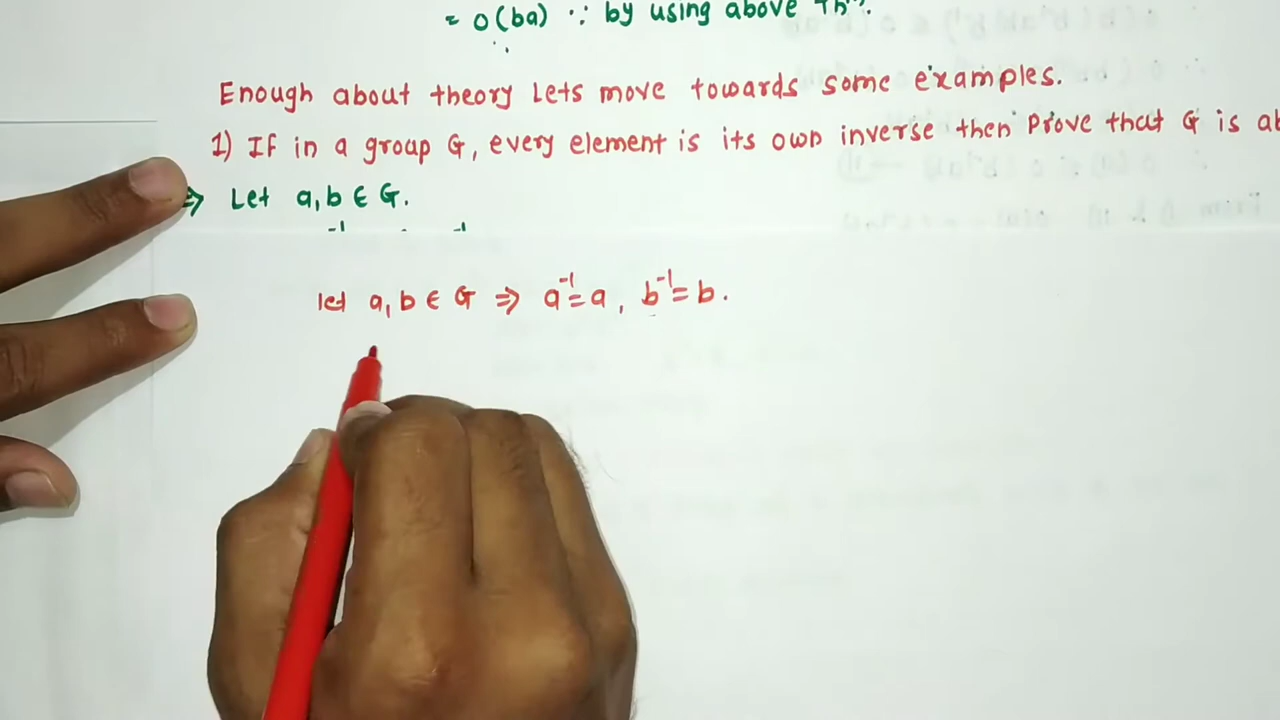 = o(ba) ∵ by using above Thm.
Enough about theory Lets move towards some examples.
1) If in a group G, every element is its own inverse then prove that G is ab
⇒ Let a,b ∈ G.
let a,b ∈ G ⇒ a⁻¹=a, b⁻¹=b.